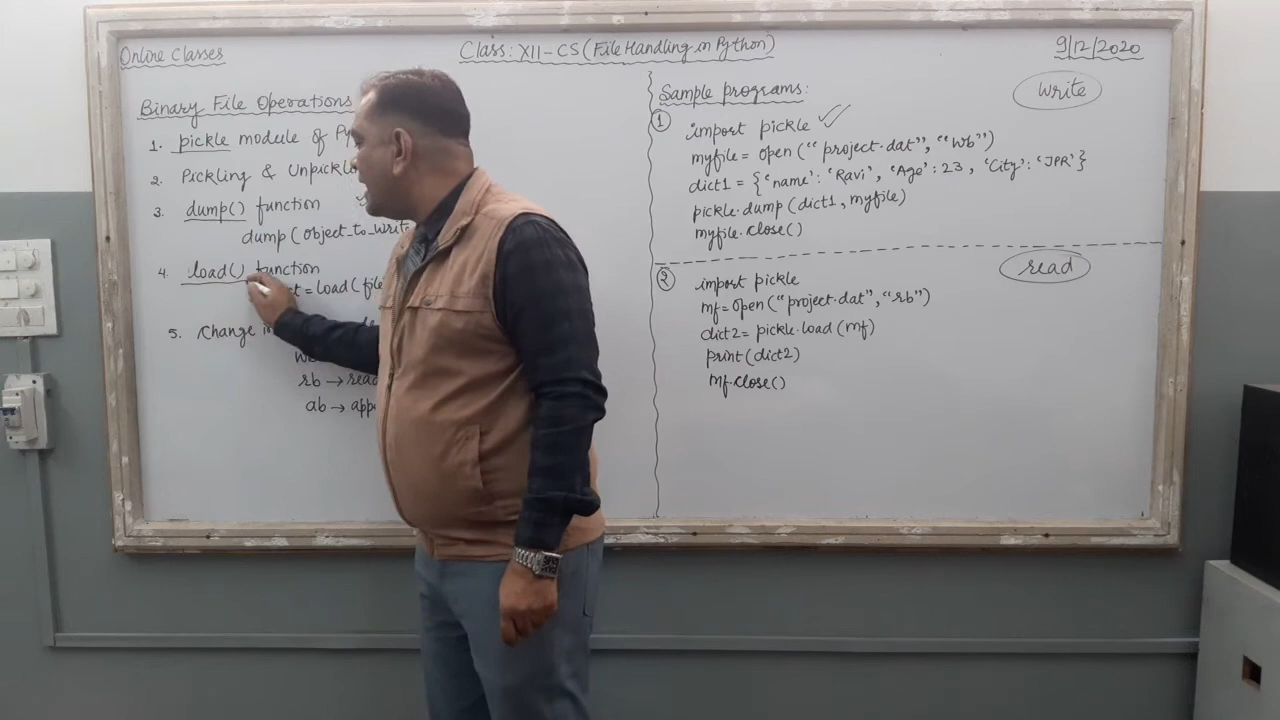 Online Classes
Class: XII-CS (File Handling in Python)
9/12/2020
Binary File Operations
1. pickle module of Py
2. Pickling & Unpickl
3. dump() function
dump(object_to_write
4. load() function
= load(file
5. Change
rb → read
ab → app
Sample programs:
write
1
import pickle
myfile = open("project.dat", "wb")
dict1 = {'name': 'Ravi', 'Age': 23, 'City': 'JPR'}
pickle.dump(dict1, myfile)
myfile.close()
2
read
import pickle
mf=open("project.dat","rb")
dict2= pickle.load(mf)
print(dict2)
mf.close()